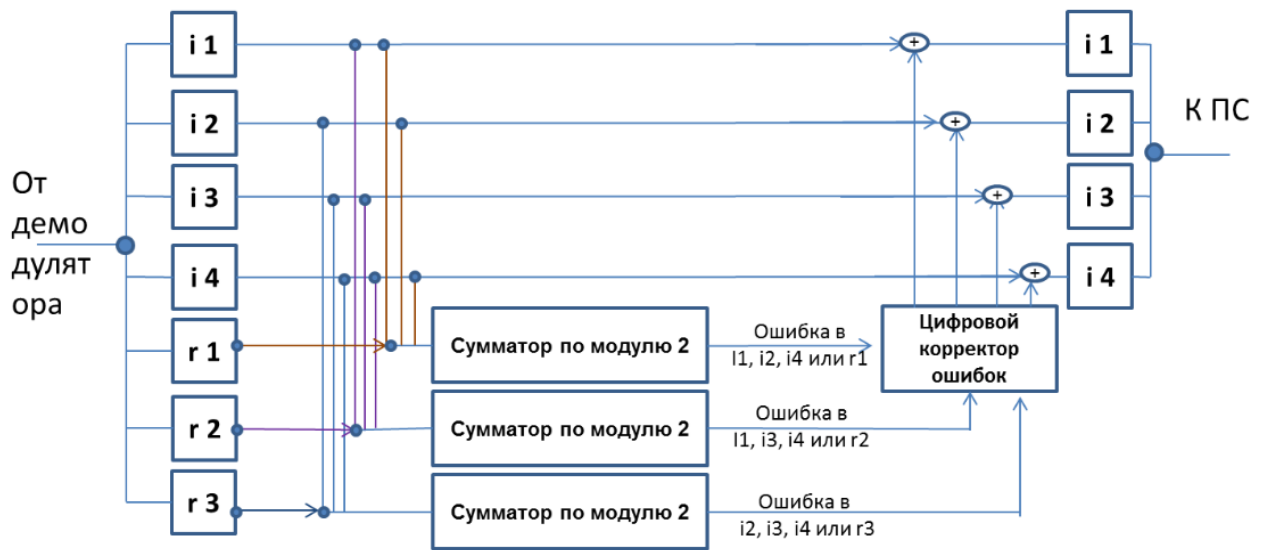 От
демо
дулят
ора
i 1
i 2
i 3
i 4
r 1
r 2
r 3
Сумматор по модулю 2
Сумматор по модулю 2
Сумматор по модулю 2
Ошибка в
I1, i2, i4 или r1
Ошибка в
I1, i3, i4 или r2
Ошибка в
i2, i3, i4 или r3
+
+
+
+
Цифровой
корректор
ошибок
i 1
i 2
i 3
i 4
К ПС